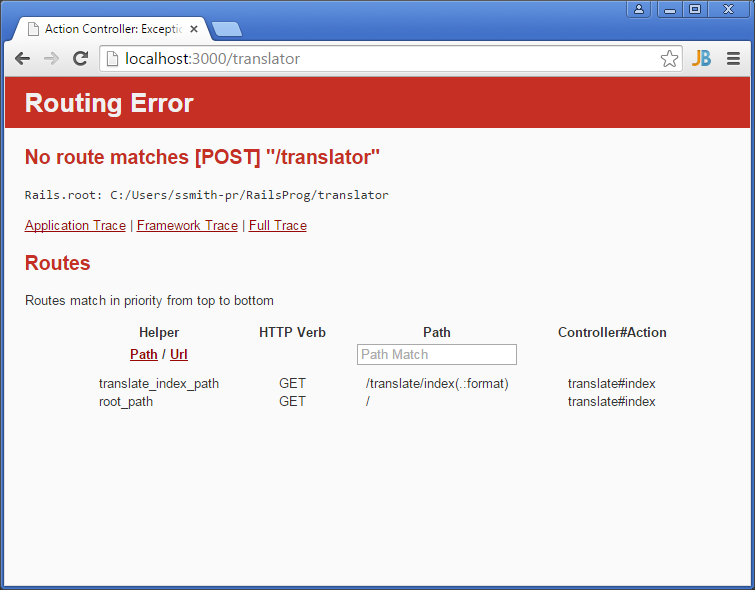 Action Controller: Excepti
localhost:3000/translator
JB
Routing Error
No route matches [POST] "/translator"
Rails.root: C:/Users/ssmith-pr/RailsProg/translator
Application Trace | Framework Trace | Full Trace
Routes
Routes match in priority from top to bottom
Helper HTTP Verb Path Controller#Action
Path / Url Path Match
translate_index_path GET /translate/index(.:format) translate#index
root_path GET / translate#index